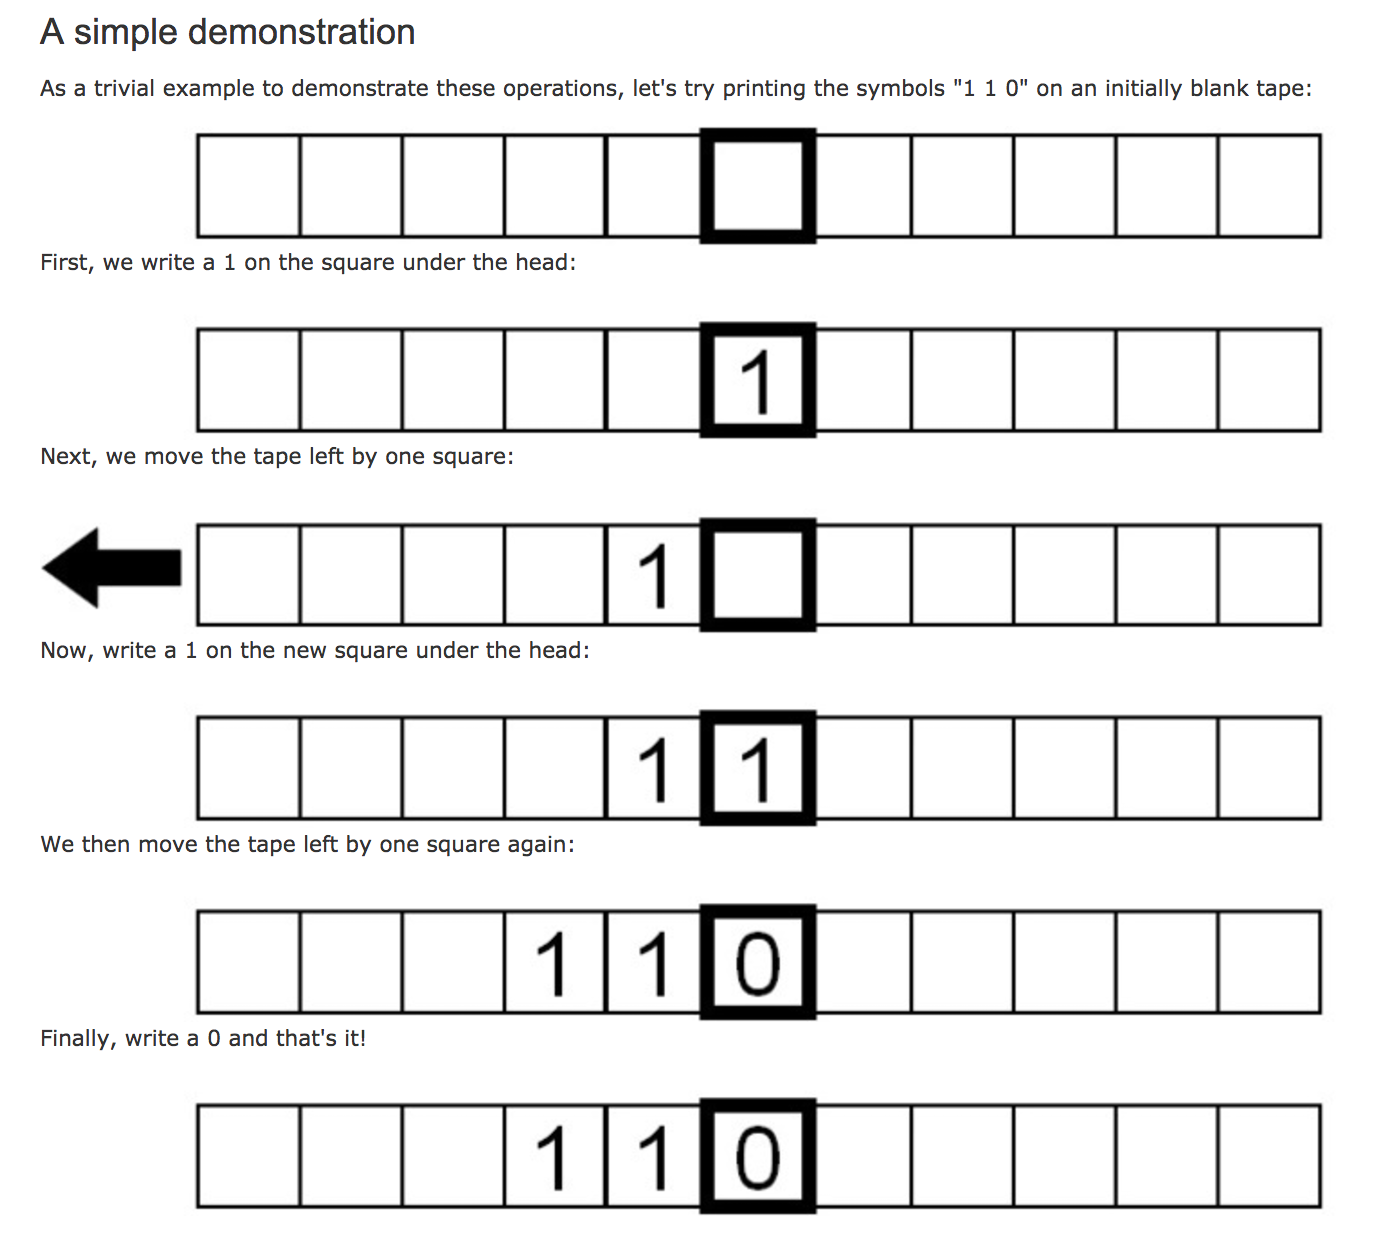 A simple demonstration
As a trivial example to demonstrate these operations, let's try printing the symbols "1 1 0" on an initially blank tape:
First, we write a 1 on the square under the head:
1
Next, we move the tape left by one square:
1
Now, write a 1 on the new square under the head:
1 1
We then move the tape left by one square again:
1 1 0
Finally, write a 0 and that's it!
1 1 0